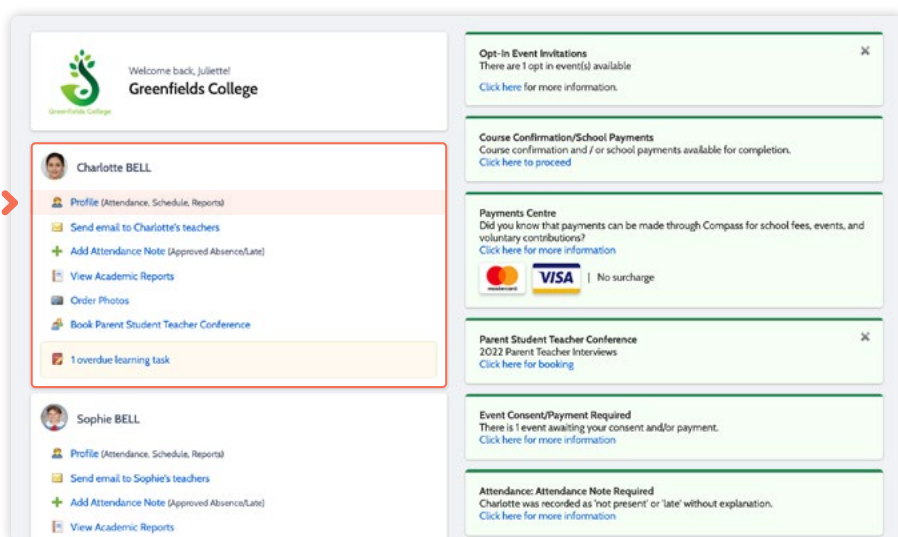 Greenfields College
Welcome back, Juliette!
Greenfields College
Charlotte BELL
Profile (Attendance, Schedule, Reports)
Send email to Charlotte's teachers
Add Attendance Note (Approved Absence/Late)
View Academic Reports
Order Photos
Book Parent Student Teacher Conference
1 overdue learning task
Sophie BELL
Profile (Attendance, Schedule, Reports)
Send email to Sophie's teachers
Add Attendance Note (Approved Absence/Late)
View Academic Reports
Opt-In Event Invitations
There are 1 opt in event(s) available
Click here for more information.
Course Confirmation/School Payments
Course confirmation and / or school payments available for completion.
Click here to proceed
Payments Centre
Did you know that payments can be made through Compass for school fees, events, and
voluntary contributions?
Click here for more information
mastercard VISA | No surcharge
Parent Student Teacher Conference
2022 Parent Teacher Interviews
Click here for booking
Event Consent/Payment Required
There is 1 event awaiting your consent and/or payment.
Click here for more information
Attendance: Attendance Note Required
Charlotte was recorded as 'not present' or 'late' without explanation.
Click here for more information